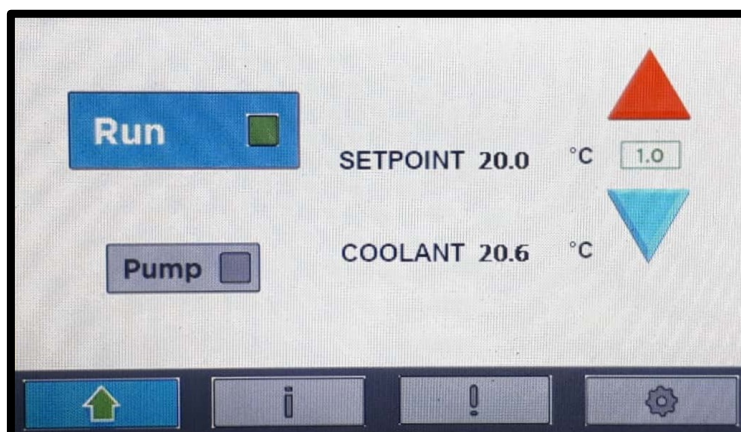 Run
SETPOINT 20.0 °C 1.0
Pump
COOLANT 20.6 °C
i
!